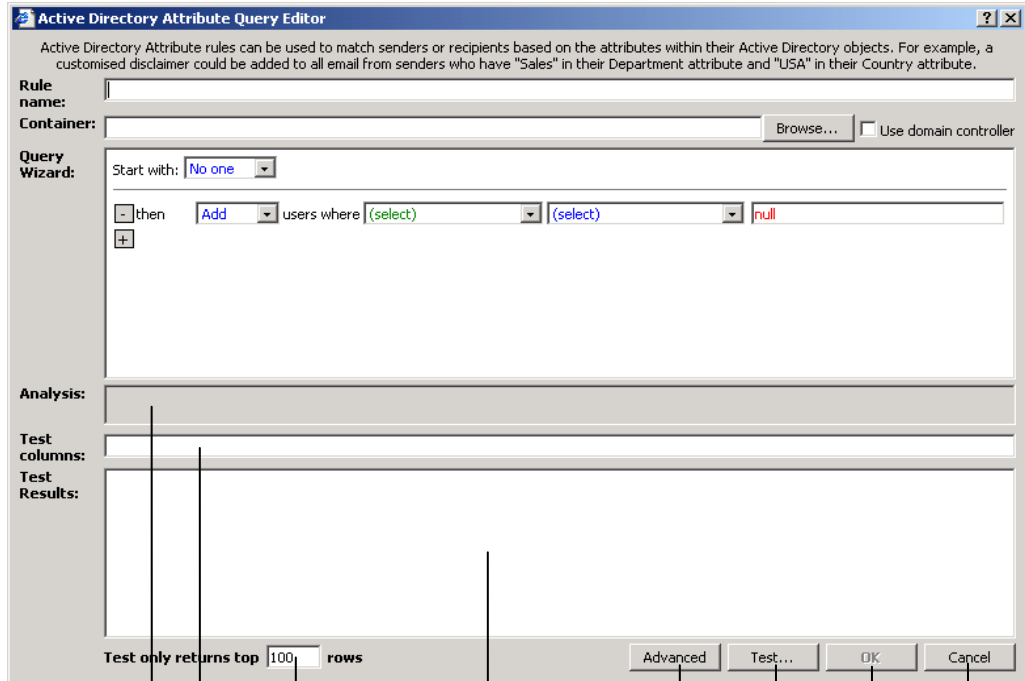 Active Directory Attribute Query Editor
Active Directory Attribute rules can be used to match senders or recipients based on the attributes within their Active Directory objects. For example, a
customised disclaimer could be added to all email from senders who have "Sales" in their Department attribute and "USA" in their Country attribute.
Rule
name:
Container:
Browse...
Use domain controller
Query
Wizard:
Start with: No one
- then Add users where (select) (select) null
+
Analysis:
Test
columns:
Test
Results:
Test only returns top 100 rows
Advanced
Test...
OK
Cancel